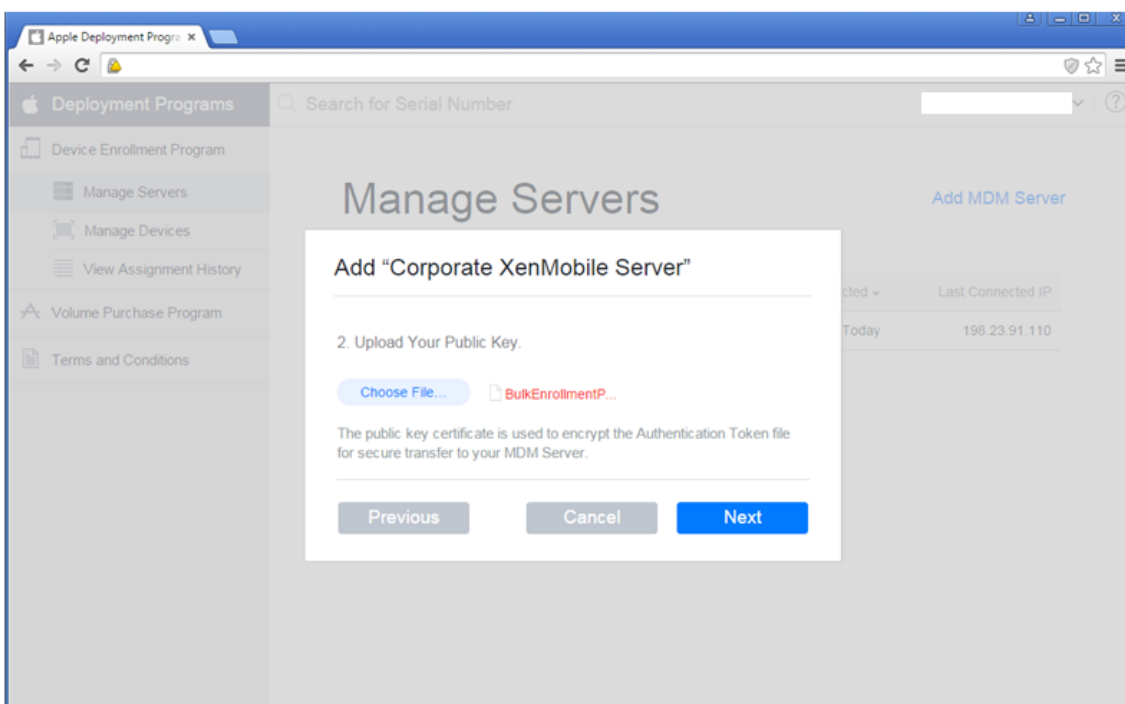 Apple Deployment Progra
Deployment Programs
Search for Serial Number
Device Enrollment Program
Manage Servers
Manage Devices
View Assignment History
Volume Purchase Program
Terms and Conditions
Manage Servers
Add MDM Server
cted
Last Connected IP
Today
198.23.91.110
Add “Corporate XenMobile Server”
2. Upload Your Public Key.
Choose File...
BulkEnrollmentP...
The public key certificate is used to encrypt the Authentication Token file
for secure transfer to your MDM Server.
Previous
Cancel
Next